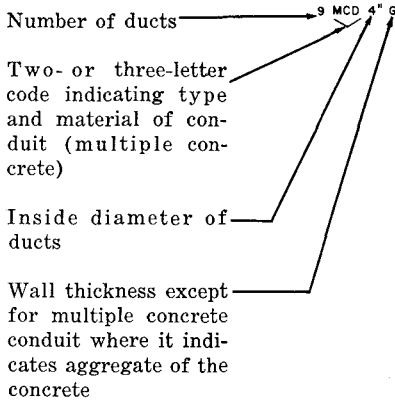 9 MCD 4" G
Number of ducts
Two- or three-letter
code indicating type
and material of con-
duit (multiple con-
crete)
Inside diameter of
ducts
Wall thickness except
for multiple concrete
conduit where it indi-
cates aggregate of the
concrete